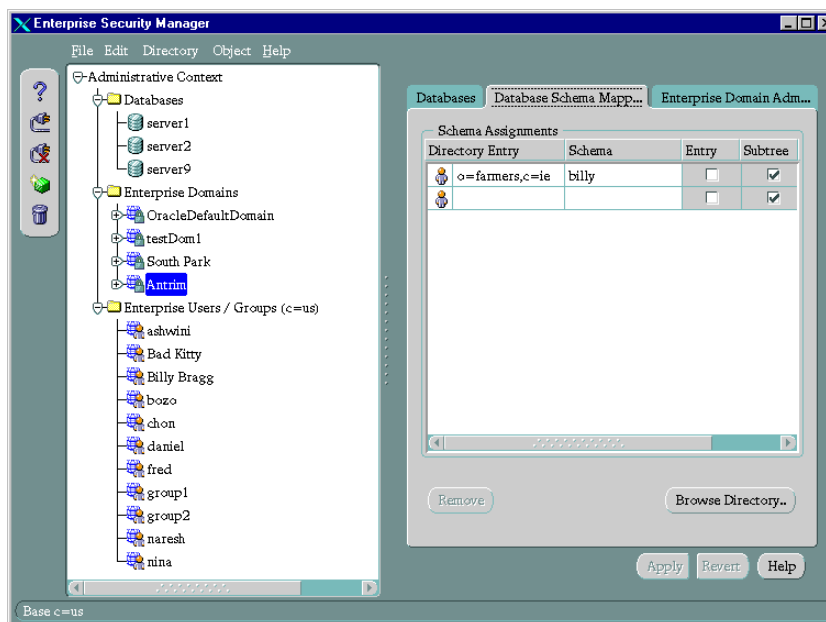 Enterprise Security Manager
File Edit Directory Object Help
Administrative Context
Databases
server1
server2
server9
Enterprise Domains
OracleDefaultDomain
testDom1
South Park
Antrim
Enterprise Users / Groups (c=us)
ashwini
Bad Kitty
Billy Bragg
bozo
chon
daniel
fred
group1
group2
naresh
nina
Databases Database Schema Mapp... Enterprise Domain Adm...
Schema Assignments
Directory Entry Schema Entry Subtree
o=farmers,c=ie billy
Remove Browse Directory..
Apply Revert Help
Base c=us